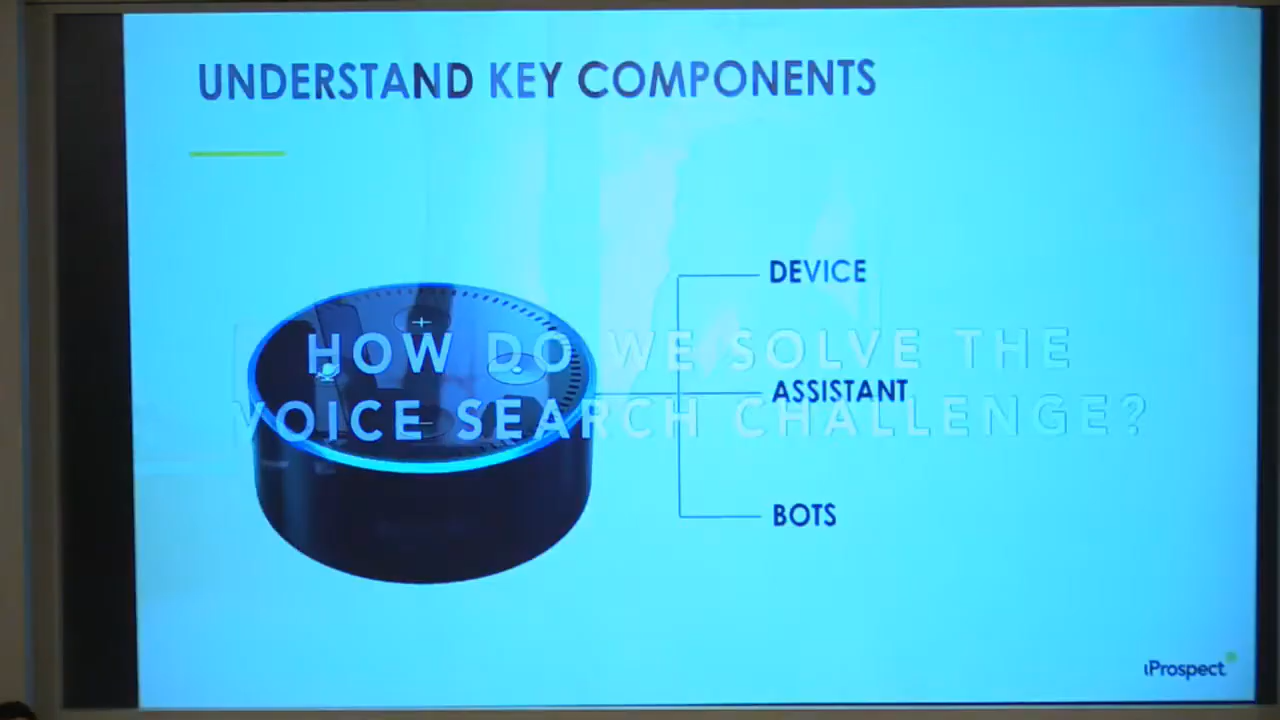 UNDERSTAND KEY COMPONENTS
DEVICE
HOW DO WE SOLVE THE
VOICE SEARCH CHALLENGE?
ASSISTANT
BOTS
iProspect